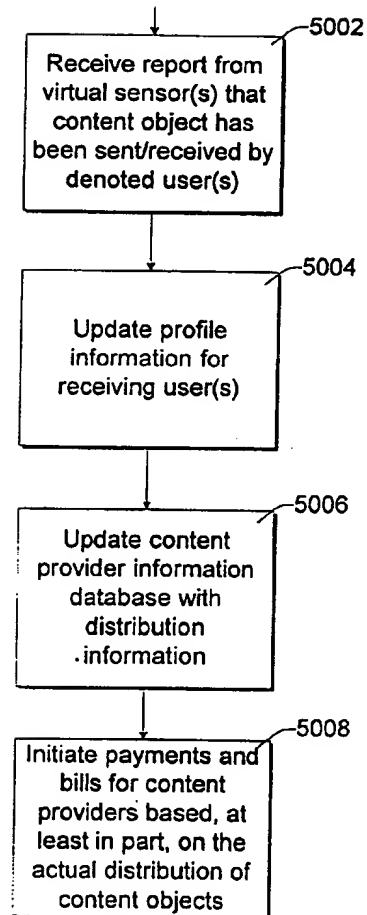 5002
Receive report from
virtual sensor(s) that
content object has
been sent/received by
denoted user(s)
5004
Update profile
information for
receiving user(s)
5006
Update content
provider information
database with
distribution
information
5008
Initiate payments and
bills for content
providers based, at
least in part, on the
actual distribution of
content objects